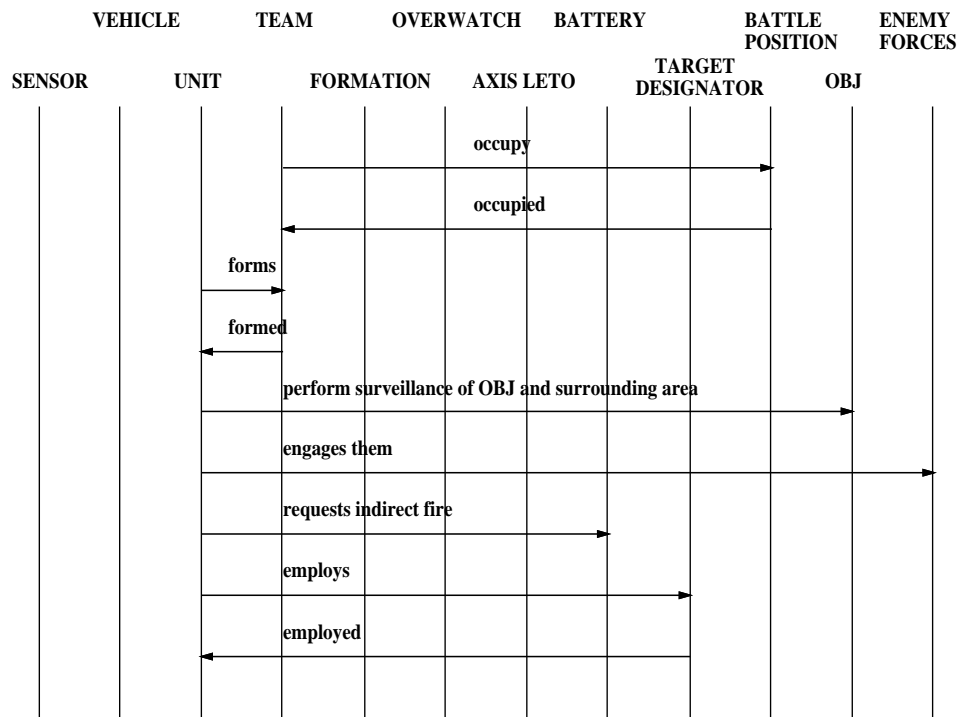 VEHICLE TEAM OVERWATCH BATTERY BATTLE POSITION ENEMY FORCES
SENSOR UNIT FORMATION AXIS LETO TARGET DESIGNATOR OBJ
occupy
occupied
forms
formed
perform surveillance of OBJ and surrounding area
engages them
requests indirect fire
employs
employed